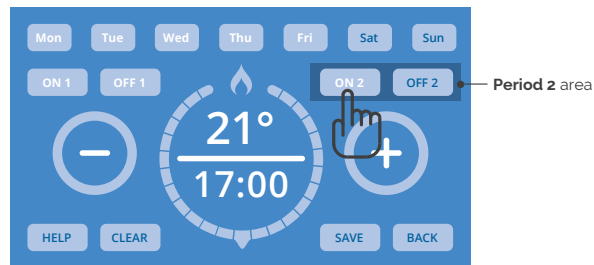 Mon Tue Wed Thu Fri Sat Sun
ON 1 OFF 1 ON 2 OFF 2 Period 2 area
21°
17:00
HELP CLEAR SAVE BACK